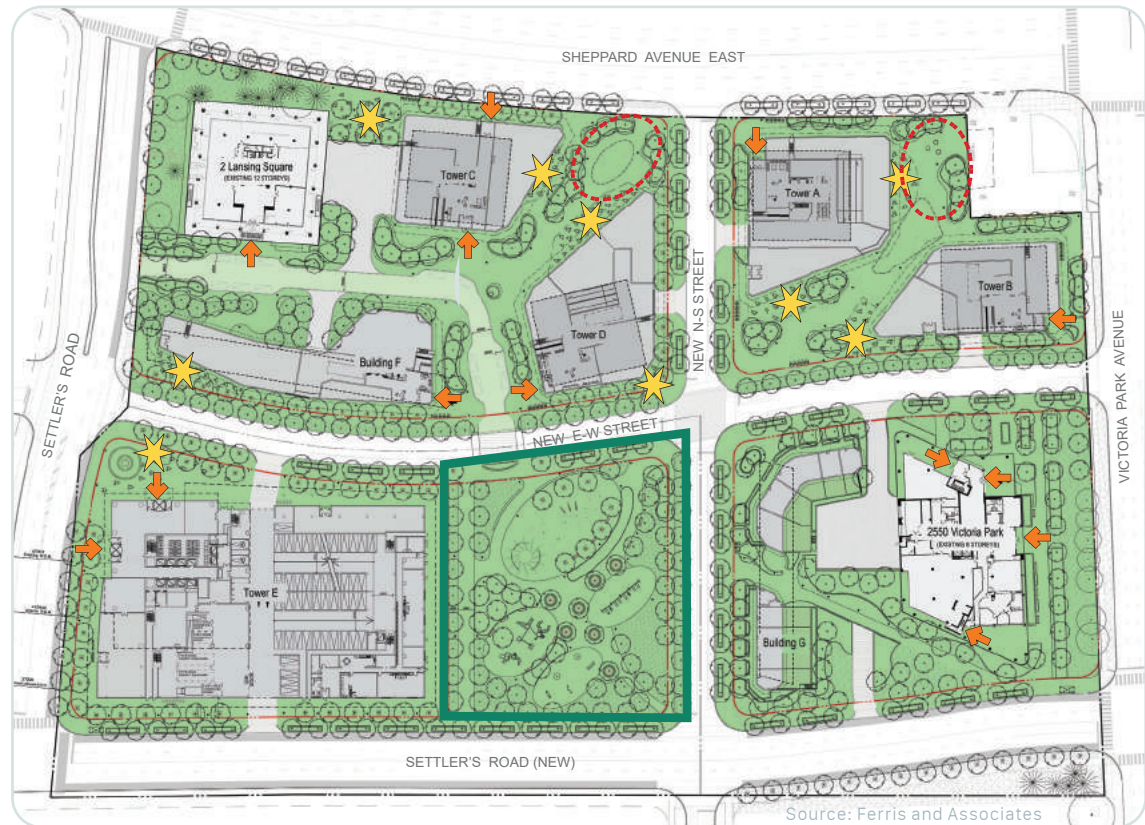 SHEPPARD AVENUE EAST
2 Lansing Square
(EXISTING 12 STOREYS)
Tower C
Tower A
NEW N-S STREET
Tower B
Tower D
Building F
SETTLER'S ROAD
VICTORIA PARK AVENUE
NEW E-W STREET
2550 Victoria Park
(EXISTING 6 STOREYS)
Tower E
Building G
SETTLER'S ROAD (NEW)
Source: Ferris and Associates